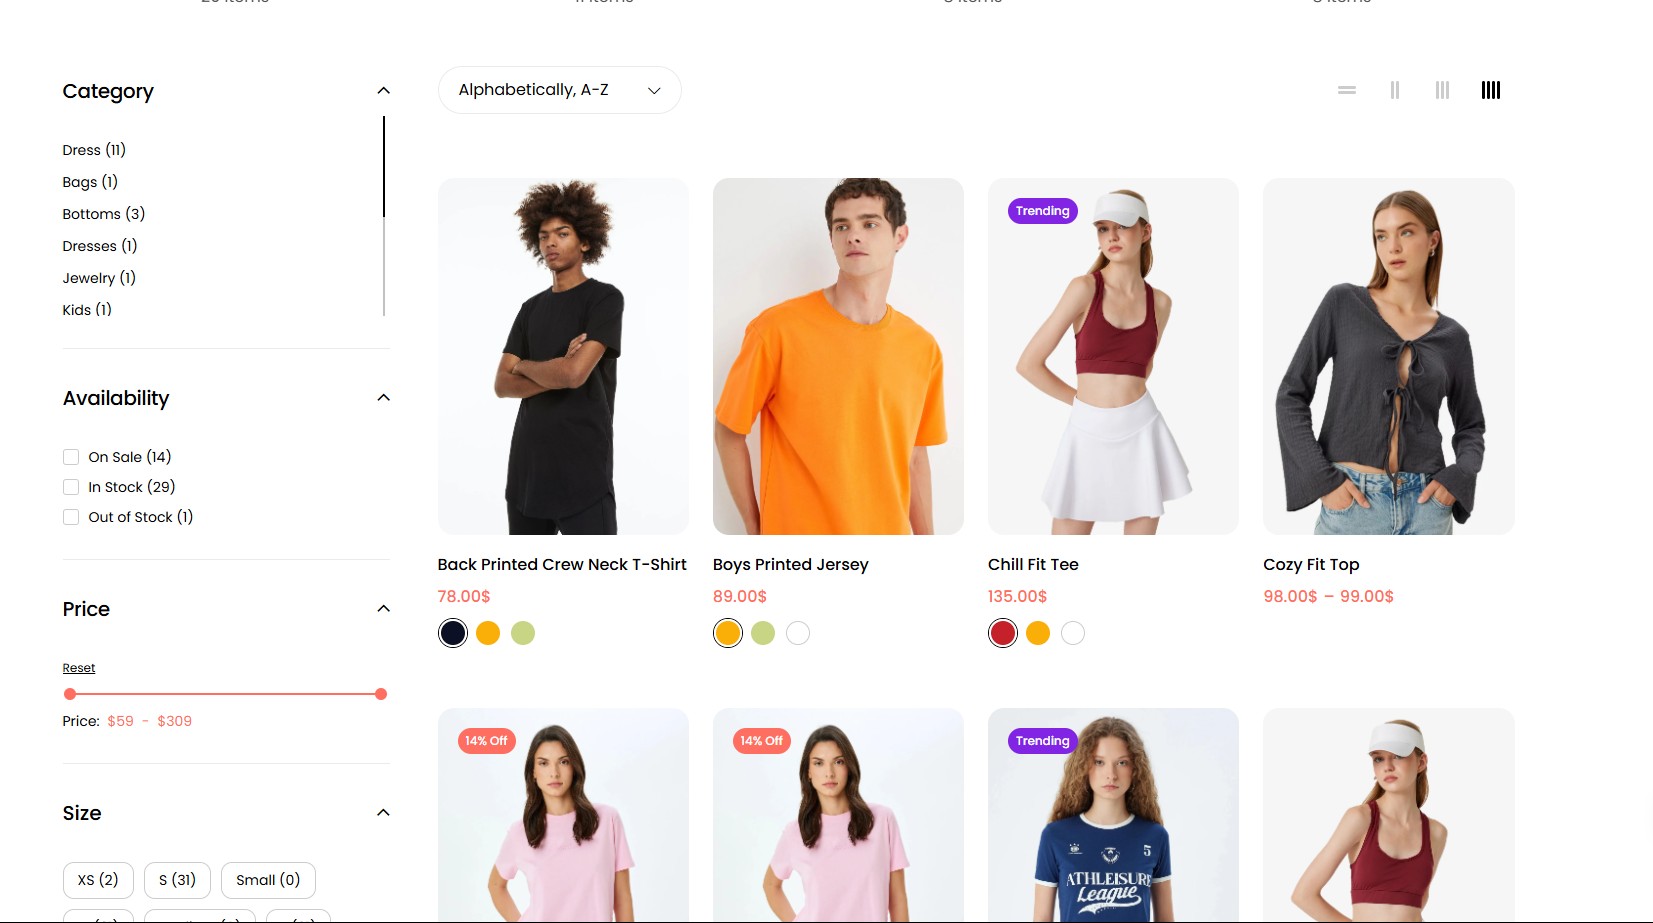 Category
Dress (11)
Bags (1)
Bottoms (3)
Dresses (1)
Jewelry (1)
Kids (1)
Availability
On Sale (14)
In Stock (29)
Out of Stock (1)
Price
Reset
Price: $59 - $309
Size
XS (2) S (31) Small (0)
Alphabetically, A-Z
Trending
Back Printed Crew Neck T-Shirt
78.00$
Boys Printed Jersey
89.00$
Chill Fit Tee
135.00$
Cozy Fit Top
98.00$ – 99.00$
14% Off
14% Off
Trending
5
ATHLEISURE
League